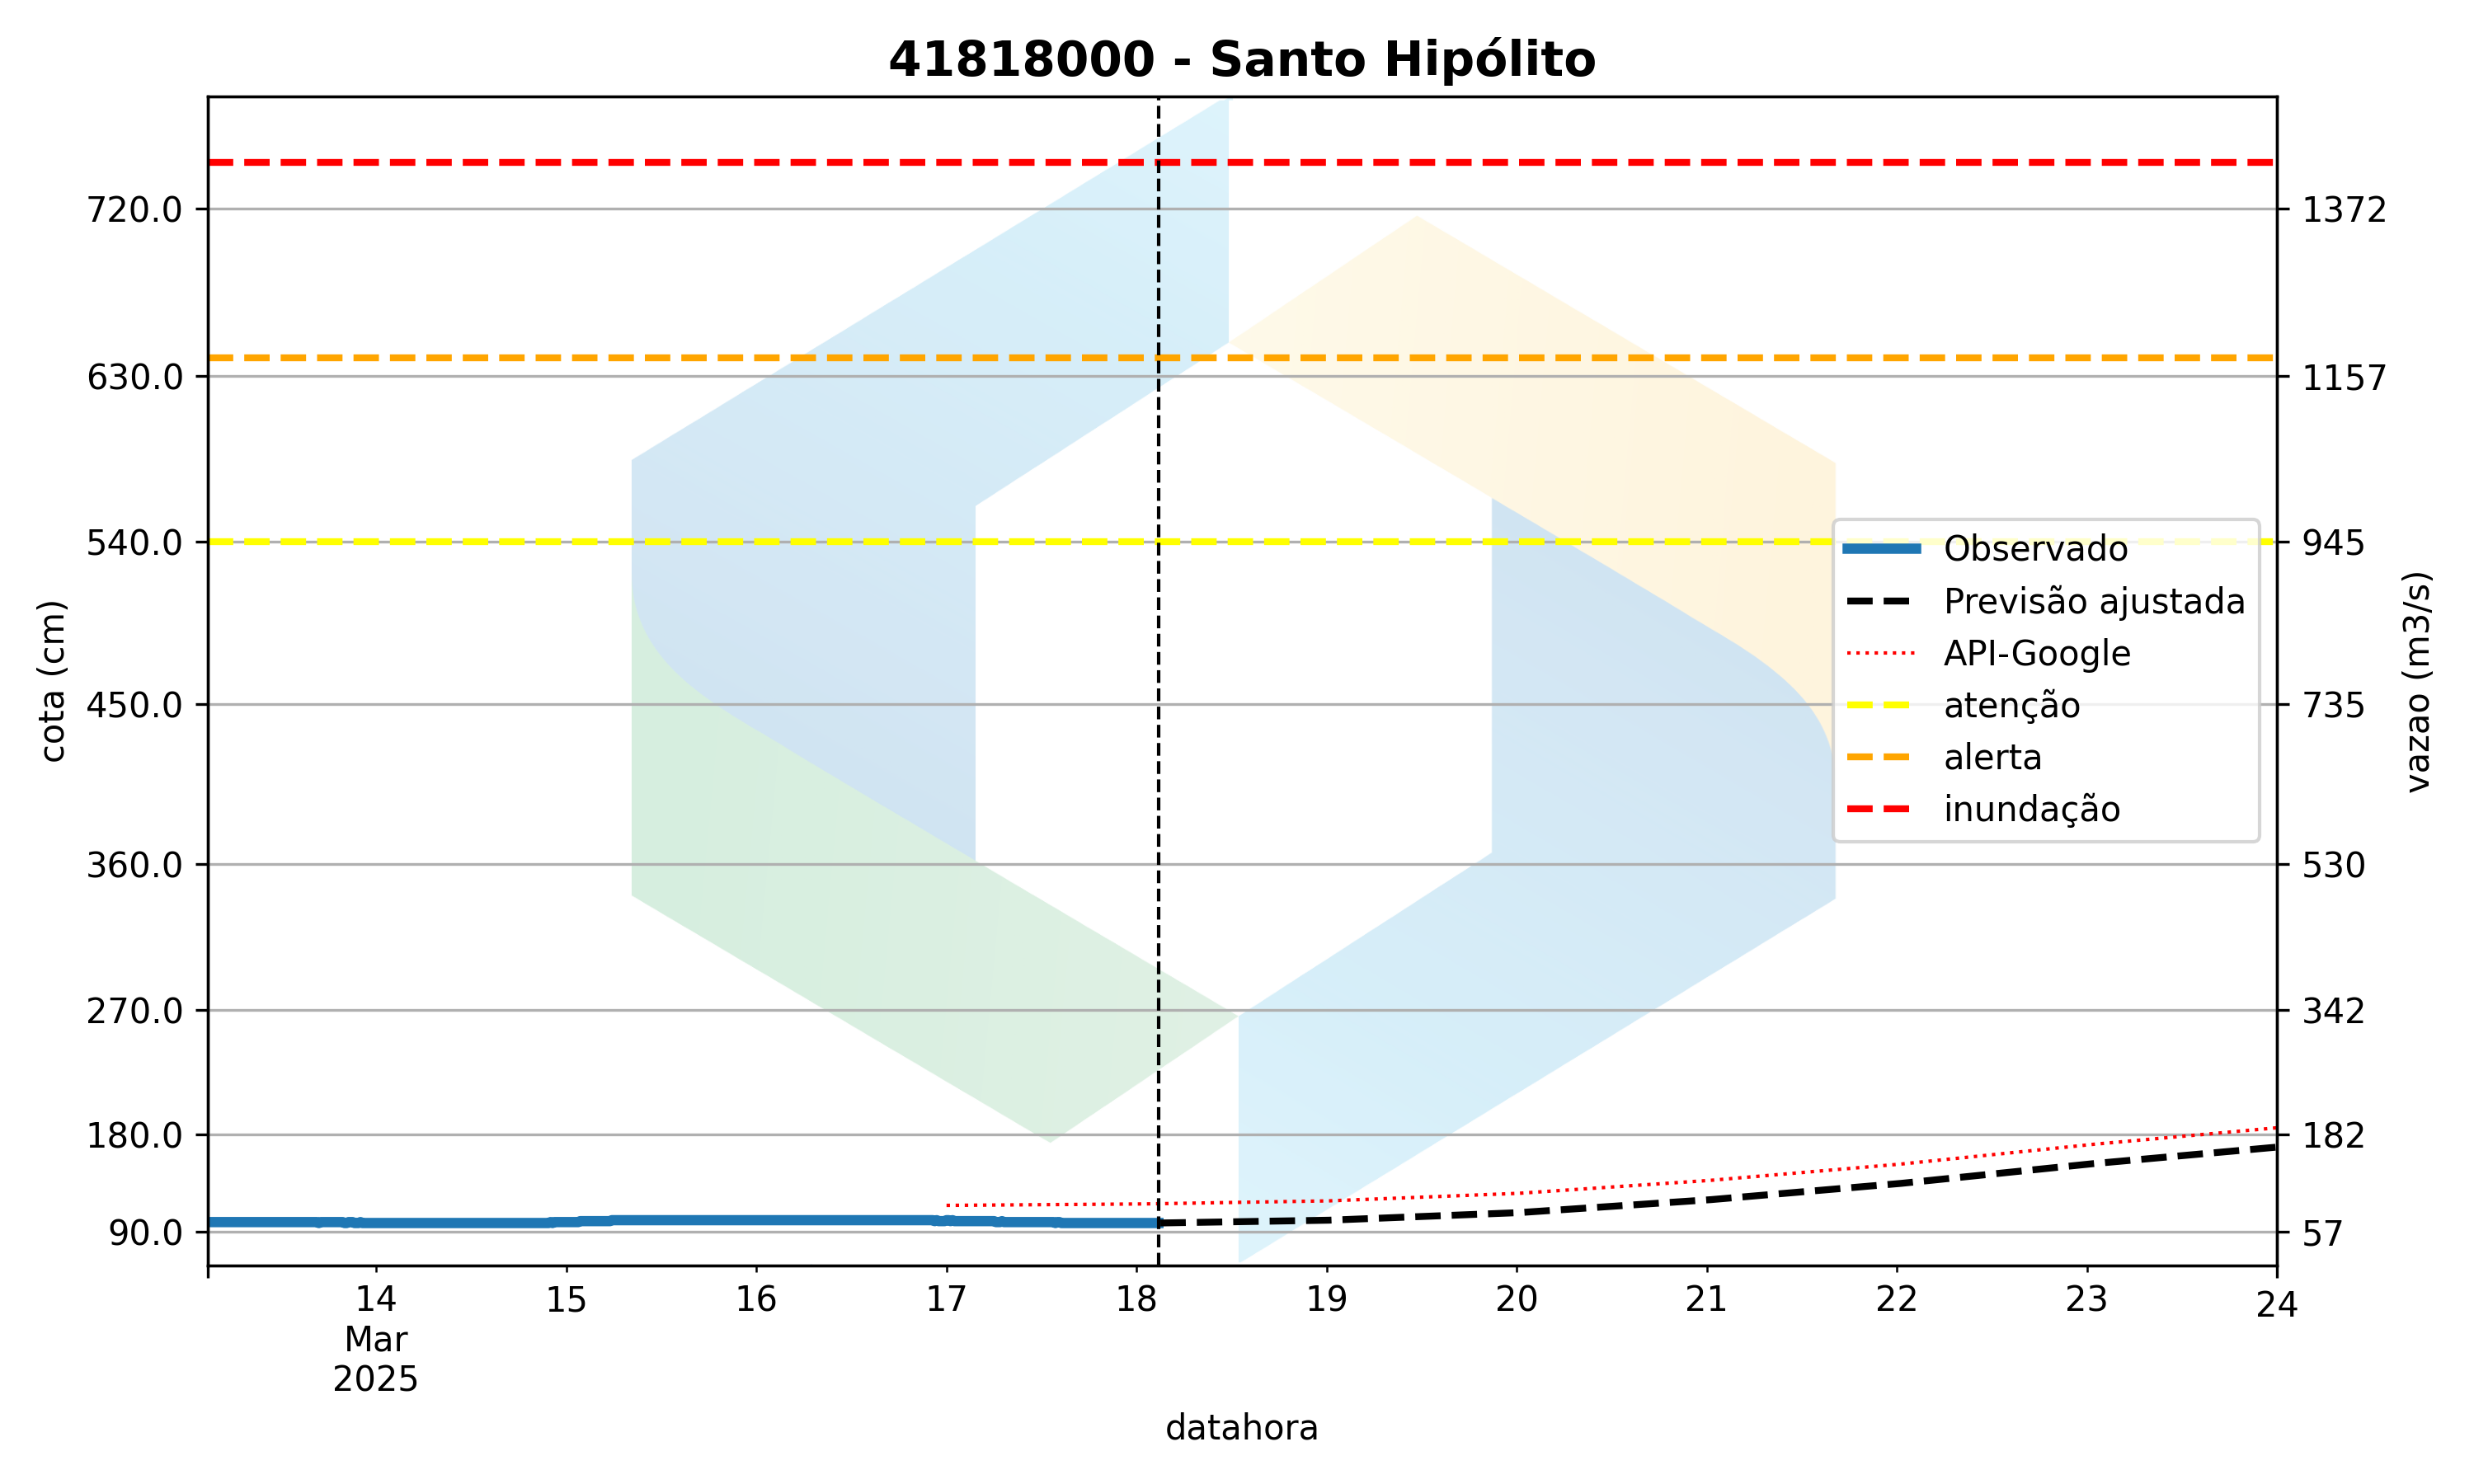 41818000 - Santo Hipólito
cota (cm)
720.0
630.0
540.0
450.0
360.0
270.0
180.0
90.0
1372
1157
945
735
530
342
182
57
vazao (m3/s)
Observado
Previsão ajustada
API-Google
atenção
alerta
inundação
14 15 16 17 18 19 20 21 22 23 24
Mar
2025
datahora